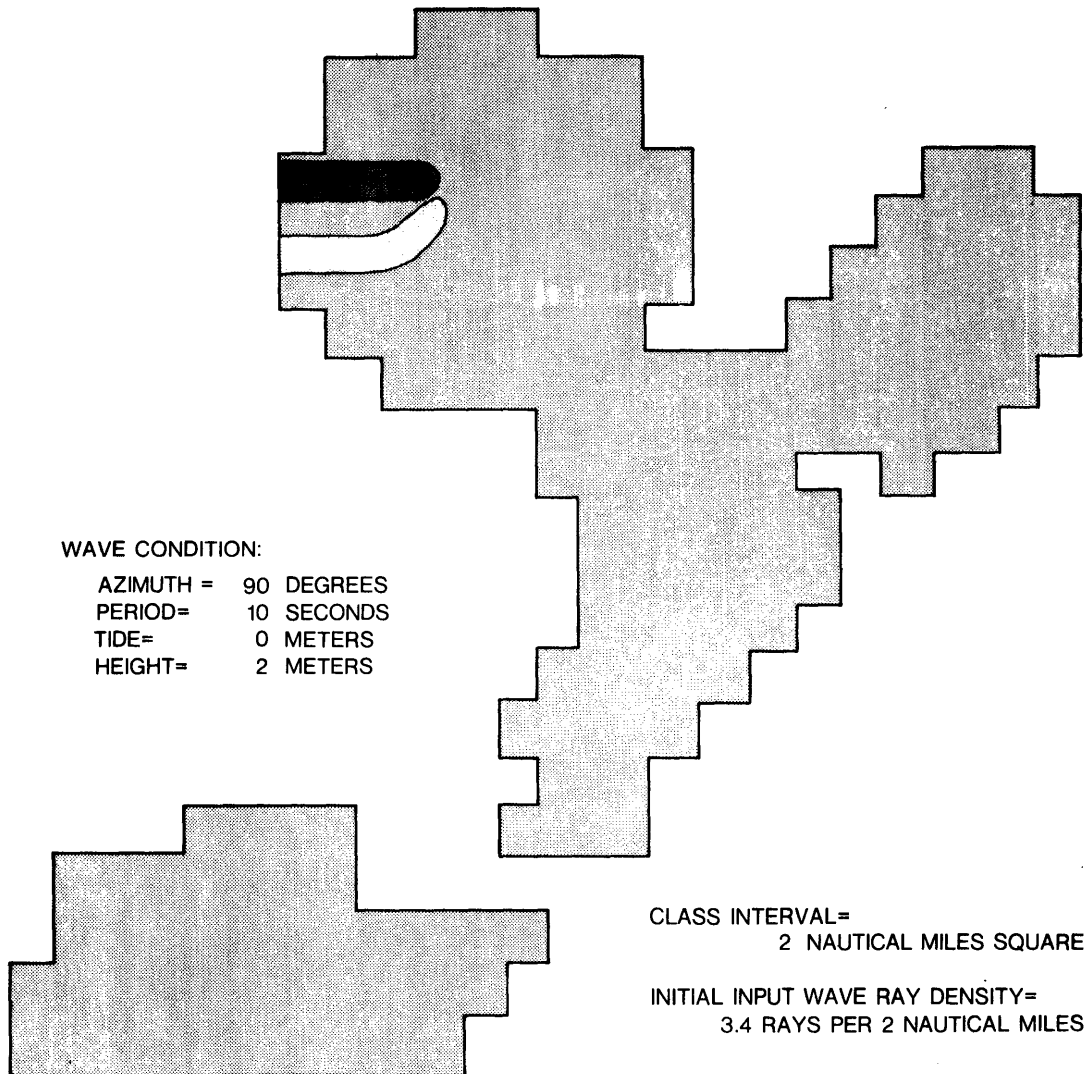 WAVE CONDITION:
AZIMUTH = 90 DEGREES
PERIOD= 10 SECONDS
TIDE= 0 METERS
HEIGHT= 2 METERS
CLASS INTERVAL=
2 NAUTICAL MILES SQUARE
INITIAL INPUT WAVE RAY DENSITY=
3.4 RAYS PER 2 NAUTICAL MILES